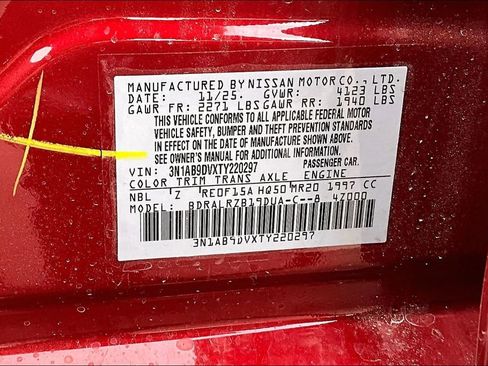 MANUFACTURED BY NISSAN MOTOR CO., LTD.
DATE: 11/25. GVWR: 4123 LBS
GAWR FR: 2271 LBS GAWR RR: 1940 LBS
THIS VEHICLE CONFORMS TO ALL APPLICABLE FEDERAL MOTOR
VEHICLE SAFETY, BUMPER AND THEFT PREVENTION STANDARDS
IN EFFECT ON THE DATE OF MANUFACTURE SHOWN ABOVE.
SEE OWNER'S MANUAL FOR ADDITIONAL INFORMATION.
VIN: 3N1AB9DVXTY220297 PASSENGER CAR.
COLOR TRIM TRANS AXLE ENGINE
NBL Z RE0F15A HQ50 MR20 1997 CC
MODEL: BDRALRZB19DUA-C--A 4Z000
3N1AB9DVXTY220297